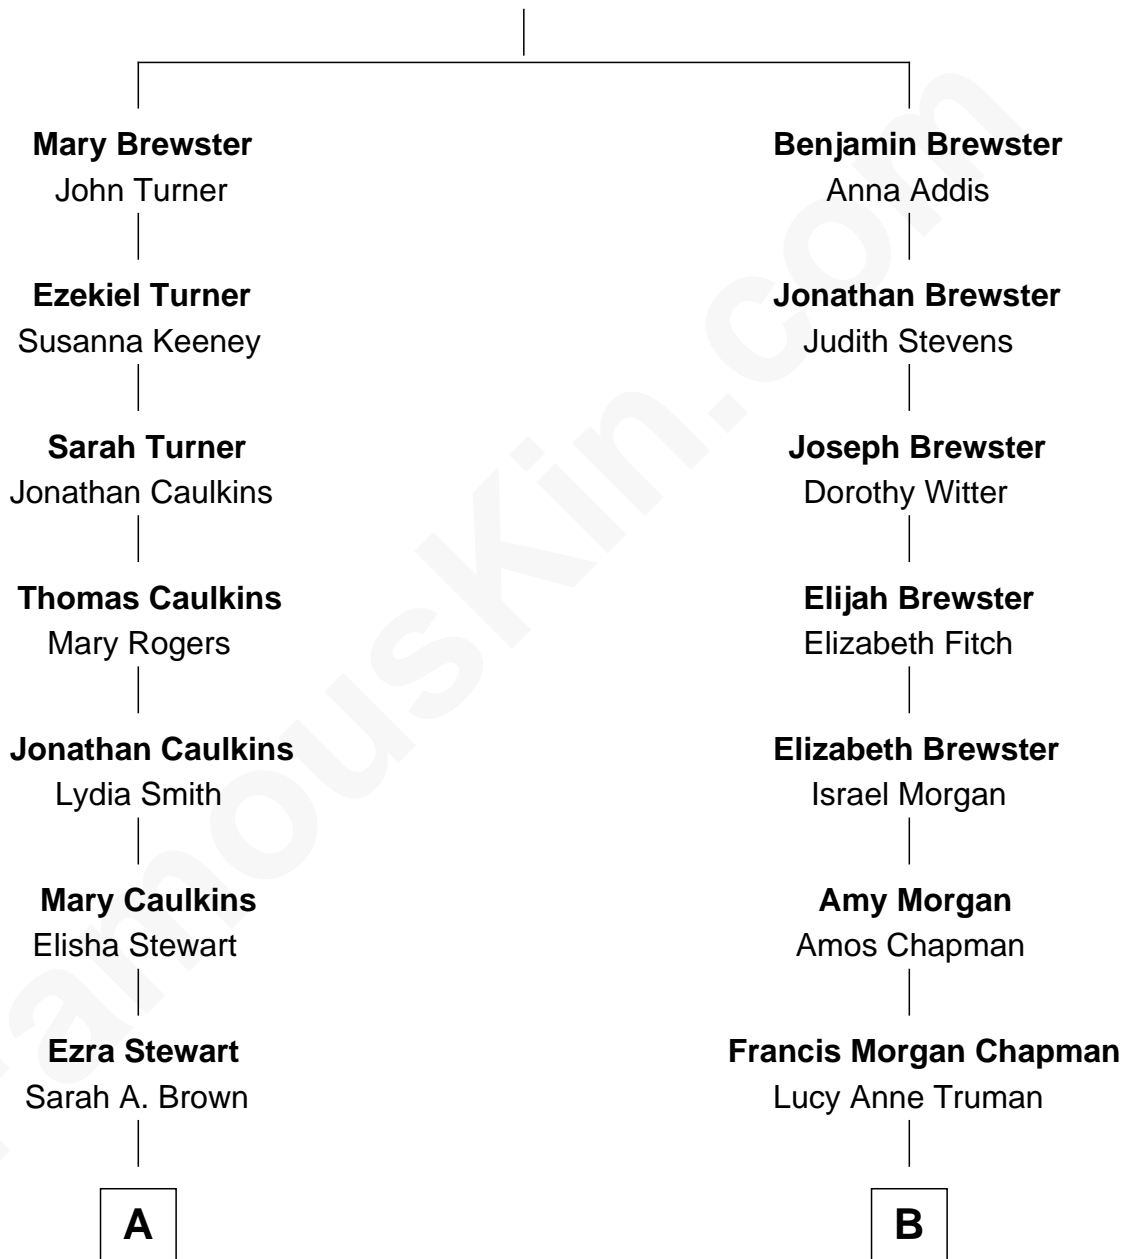 Mary Brewster
John Turner
Ezekiel Turner
Susanna Keeney
Sarah Turner
Jonathan Caulkins
Thomas Caulkins
Mary Rogers
Jonathan Caulkins
Lydia Smith
Mary Caulkins
Elisha Stewart
Ezra Stewart
Sarah A. Brown
A
Benjamin Brewster
Anna Addis
Jonathan Brewster
Judith Stevens
Joseph Brewster
Dorothy Witter
Elijah Brewster
Elizabeth Fitch
Elizabeth Brewster
Israel Morgan
Amy Morgan
Amos Chapman
Francis Morgan Chapman
Lucy Anne Truman
B
FamousKin.com